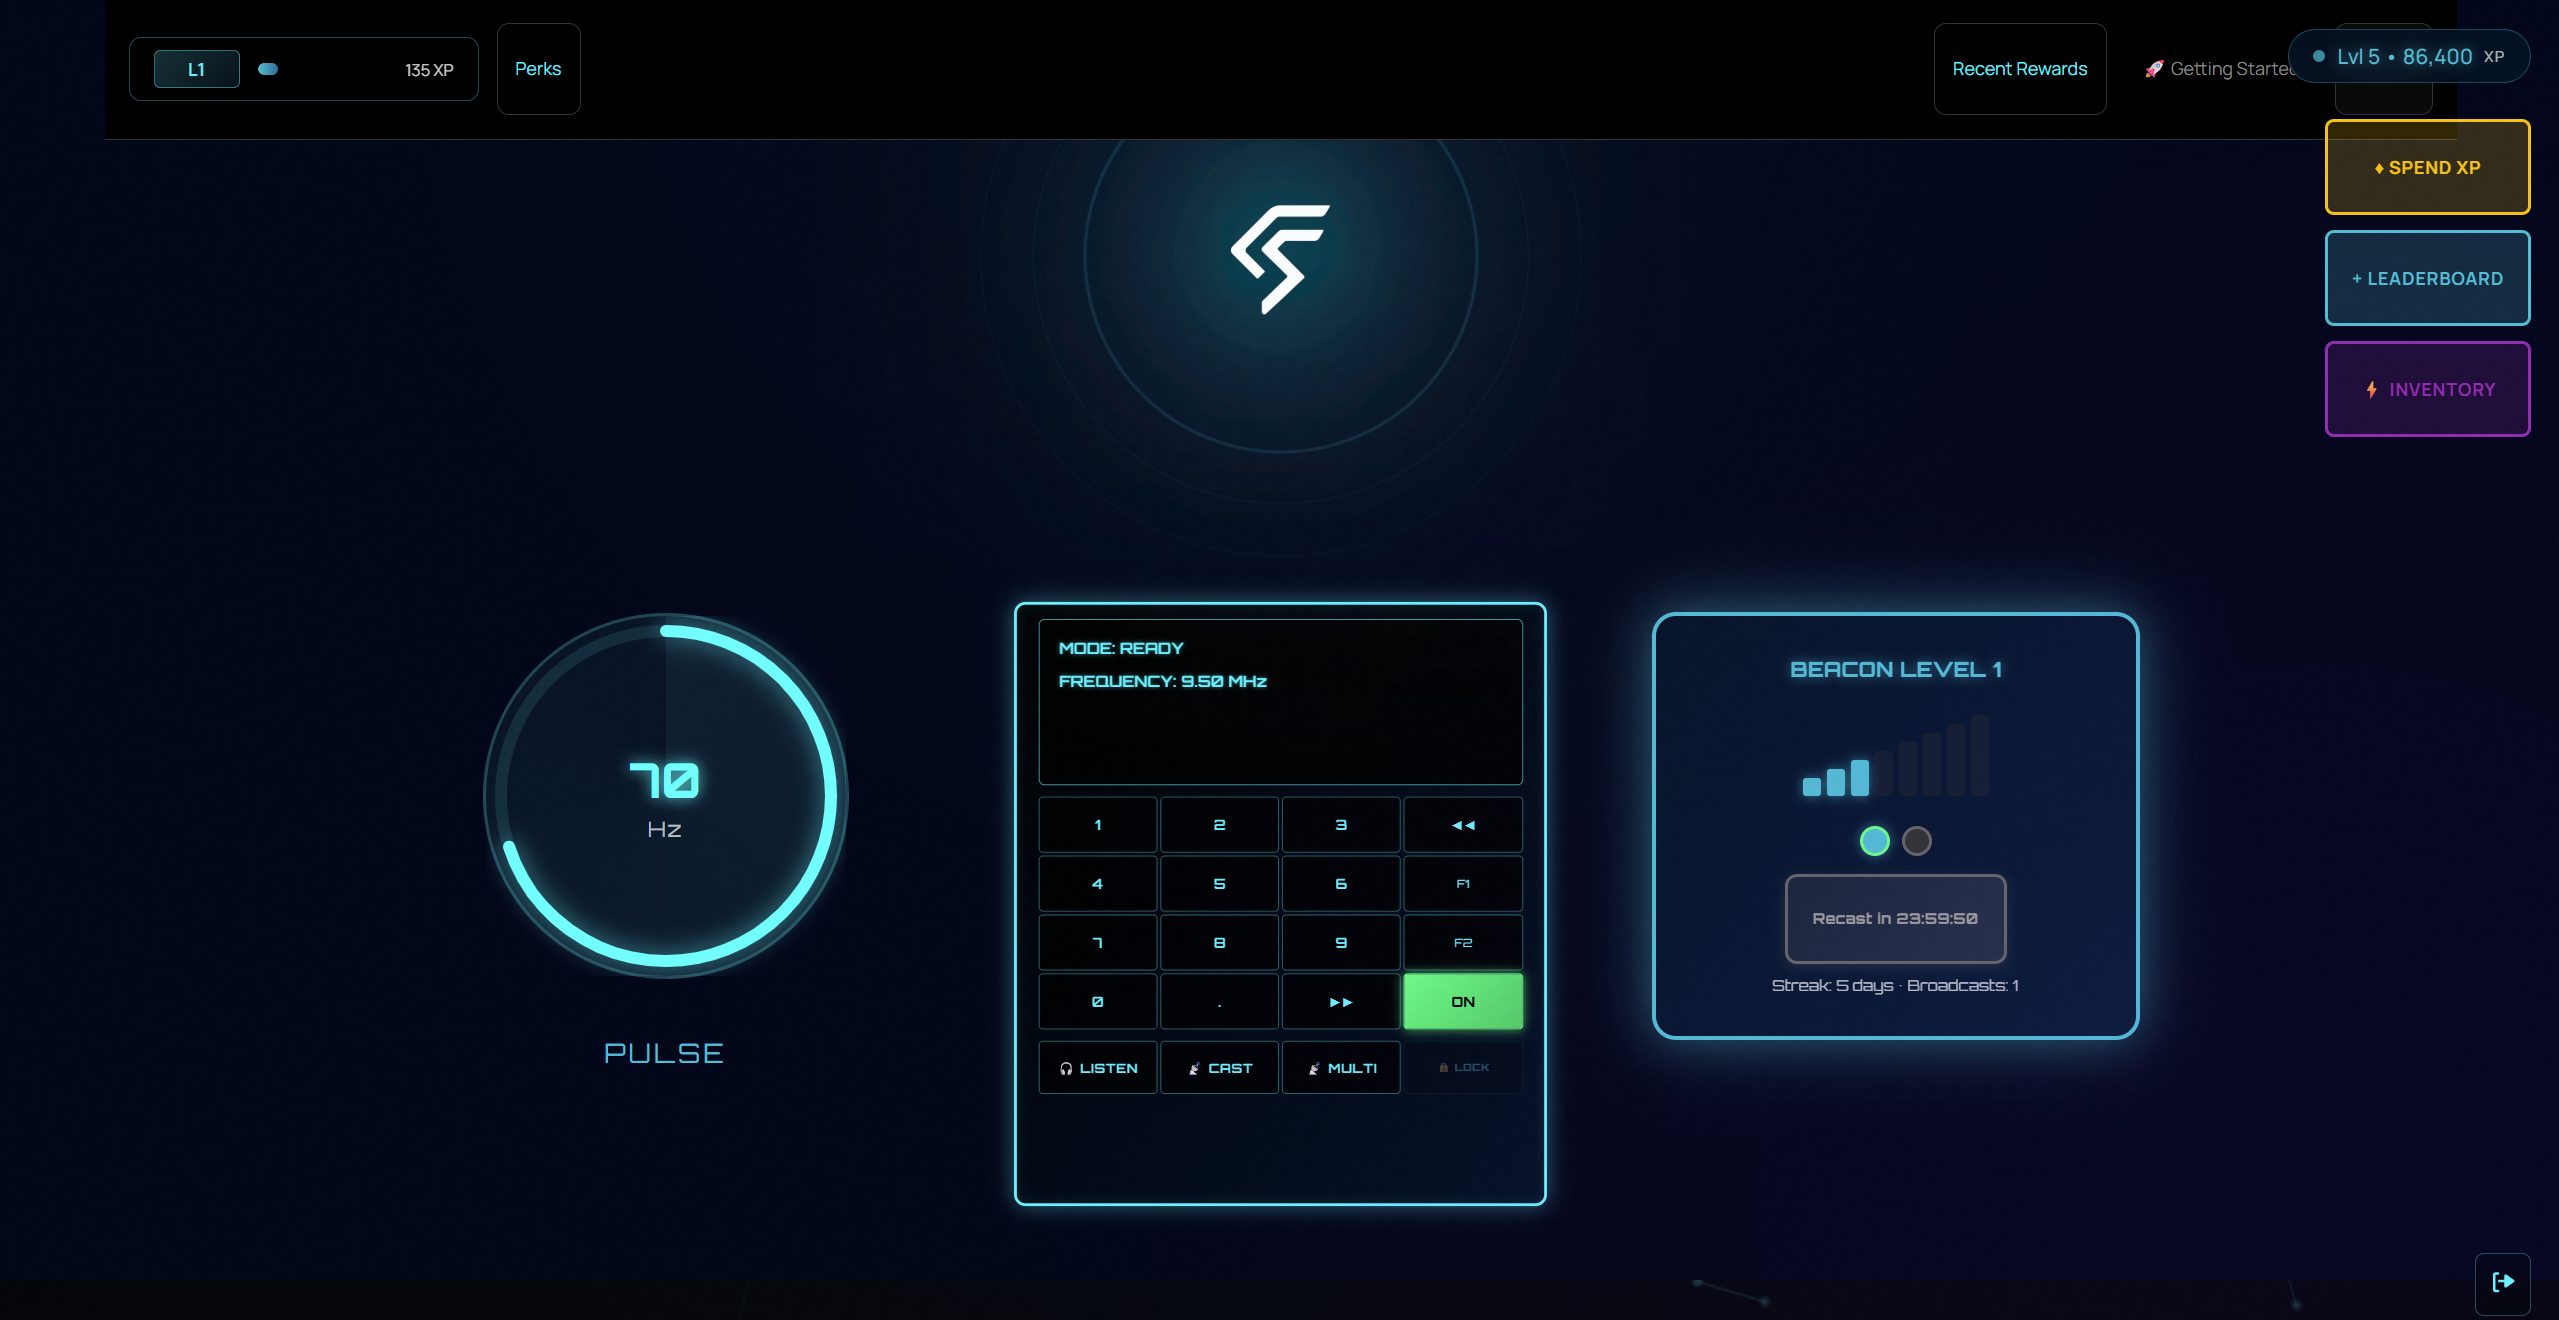 L1
135 XP
Perks
Recent Rewards
🚀 Getting Started
Lvl 5 • 86,400 XP
♦ SPEND XP
+ LEADERBOARD
⚡ INVENTORY
70
Hz
PULSE
MODE: READY
FREQUENCY: 9.50 MHz
1 2 3 ◄◄
4 5 6 F1
7 8 9 F2
0 . ►► ON
🎧 LISTEN 📡 CAST 📡 MULTI 🔒 LOCK
BEACON LEVEL 1
Recast in 23:59:50
Streak: 5 days · Broadcasts: 1